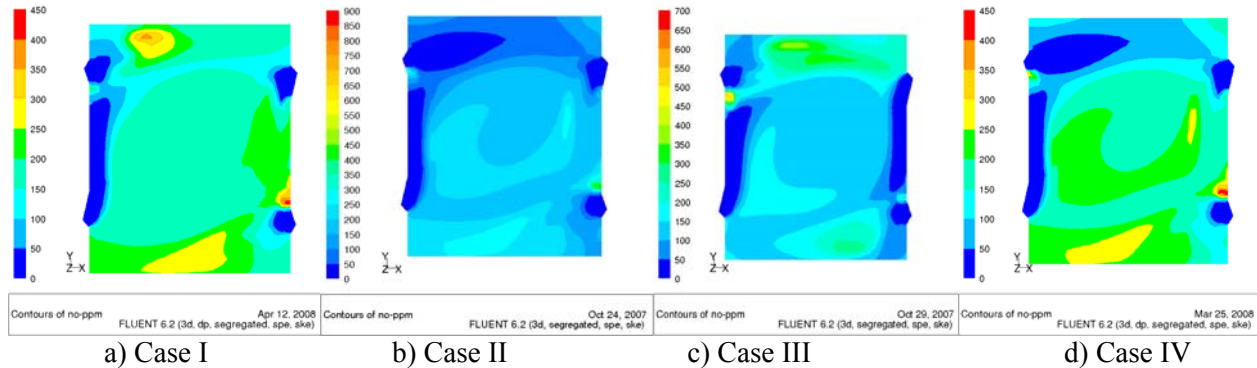 450
400
350
300
250
200
150
100
50
0
Y
Z X
Contours of no-ppm
Apr 12, 2008
FLUENT 6.2 (3d, dp, segregated, spe, ske)
a) Case I
900
850
800
750
700
650
600
550
500
450
400
350
300
250
200
150
100
50
0
Y
Z X
Contours of no-ppm
Oct 24, 2007
FLUENT 6.2 (3d, segregated, spe, ske)
b) Case II
700
650
600
550
500
450
400
350
300
250
200
150
100
50
0
Y
Z X
Contours of no-ppm
Oct 29, 2007
FLUENT 6.2 (3d, segregated, spe, ske)
c) Case III
450
400
350
300
250
200
150
100
50
0
Y
Z X
Contours of no-ppm
Mar 25, 2008
FLUENT 6.2 (3d, dp, segregated, spe, ske)
d) Case IV